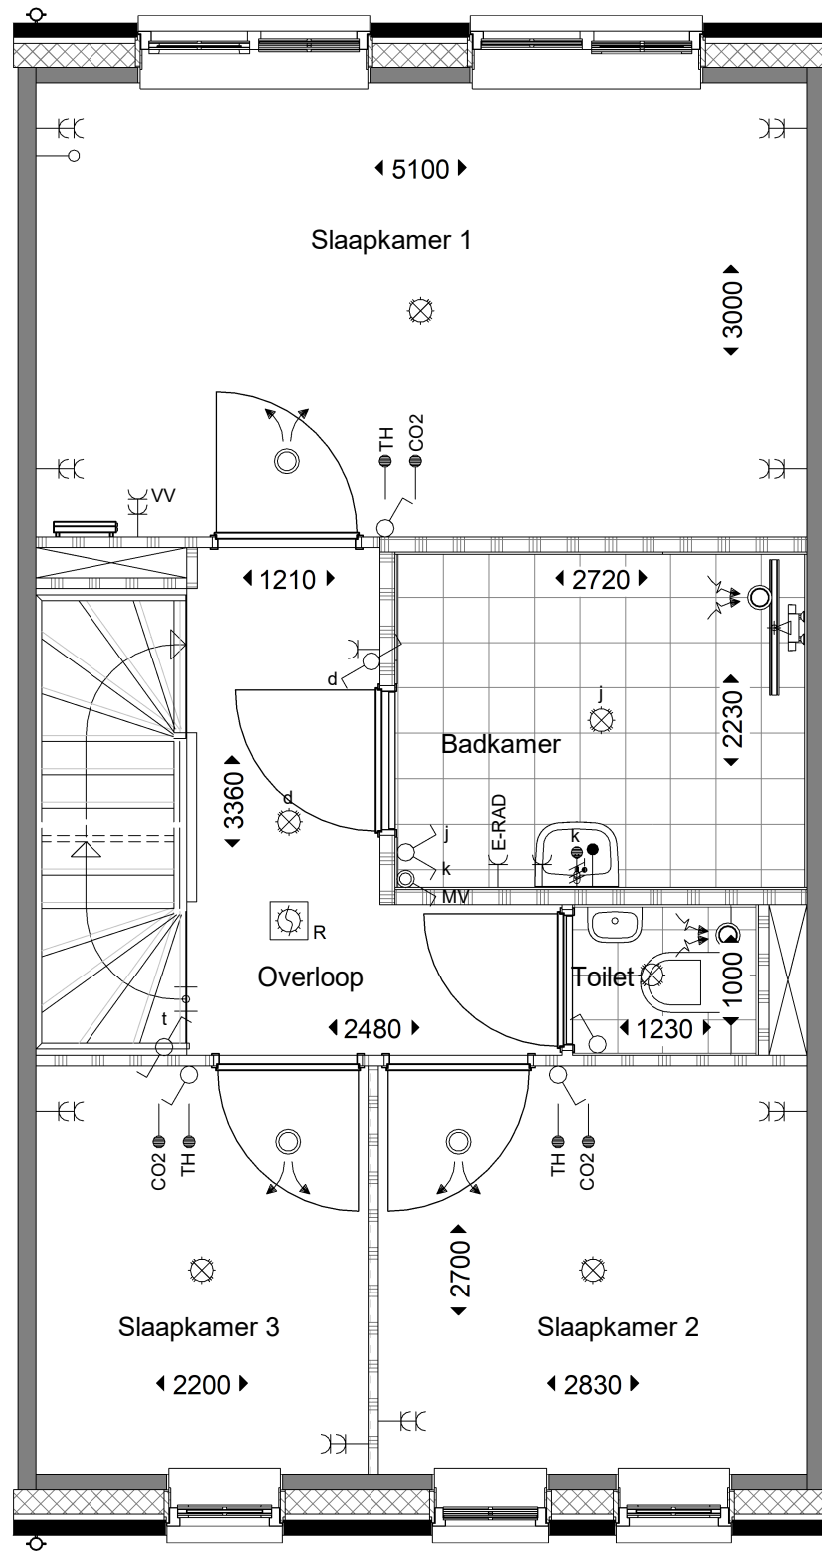 5100
Slaapkamer 1
3000
TH
CO2
VV
1210
2720
d
j
2230
Badkamer
3360
d
E-RAD
j
k
k
MV
R
Overloop
Toilet
1000
2480
1230
t
CO2
TH
TH
CO2
2700
Slaapkamer 3
Slaapkamer 2
2200
2830